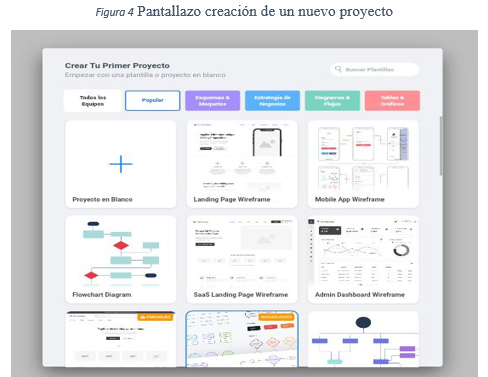 Figura 4 Pantallazo creación de un nuevo proyecto
Crear Tu Primer Proyecto
Empezar con una plantilla o proyecto en blanco
Buscar Plantillas
Todos los
Equipos
Popular
Esquemas &
Maquetas
Estrategia de
Negocios
Diagramas &
Flujos
Tablas &
Gráficos
Proyecto en Blanco
Landing Page Wireframe
Mobile App Wireframe
Flowchart Diagram
SaaS Landing Page Wireframe
Admin Dashboard Wireframe
PREMIUM